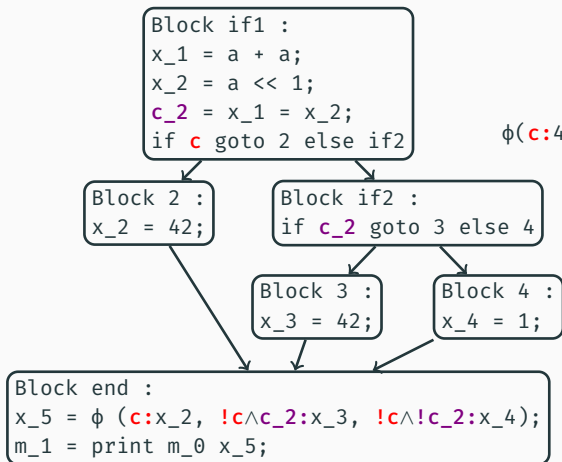 Block if1 :
x_1 = a + a;
x_2 = a << 1;
c_2 = x_1 = x_2;
if c goto 2 else if2
ϕ(c:4
Block 2 :
x_2 = 42;
Block if2 :
if c_2 goto 3 else 4
Block 3 :
x_3 = 42;
Block 4 :
x_4 = 1;
Block end :
x_5 = ϕ (c:x_2, !c∧c_2:x_3, !c∧!c_2:x_4);
m_1 = print m_0 x_5;